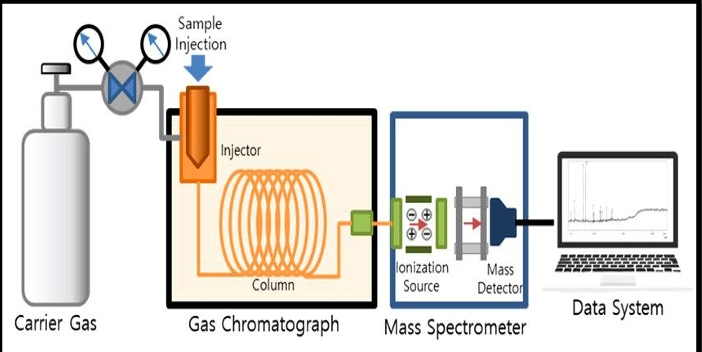 Sample
Injection
Injector
Column
Ionization
Source
Mass
Detector
Carrier Gas
Gas Chromatograph
Mass Spectrometer
Data System